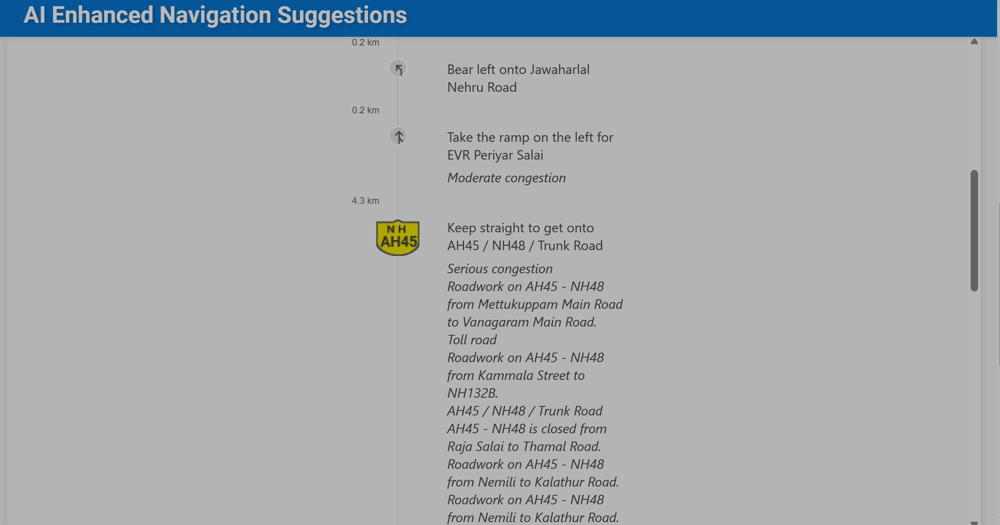 AI Enhanced Navigation Suggestions
0.2 km
Bear left onto Jawaharlal
Nehru Road
0.2 km
Take the ramp on the left for
EVR Periyar Salai
Moderate congestion
4.3 km
N H
AH45
Keep straight to get onto
AH45 / NH48 / Trunk Road
Serious congestion
Roadwork on AH45 - NH48
from Mettukuppam Main Road
to Vanagaram Main Road.
Toll road
Roadwork on AH45 - NH48
from Kammala Street to
NH132B.
AH45 / NH48 / Trunk Road
AH45 - NH48 is closed from
Raja Salai to Thamal Road.
Roadwork on AH45 - NH48
from Nemili to Kalathur Road.
Roadwork on AH45 - NH48
from Nemili to Kalathur Road.